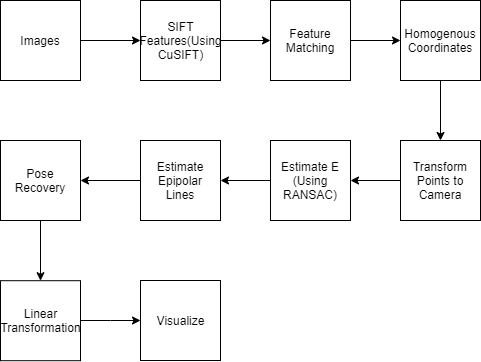 Images
SIFT
Features(Using
CuSIFT)
Feature
Matching
Homogenous
Coordinates
Transform
Points to
Camera
Estimate E
(Using
RANSAC)
Estimate
Epipolar
Lines
Pose
Recovery
Linear
Transformation
Visualize